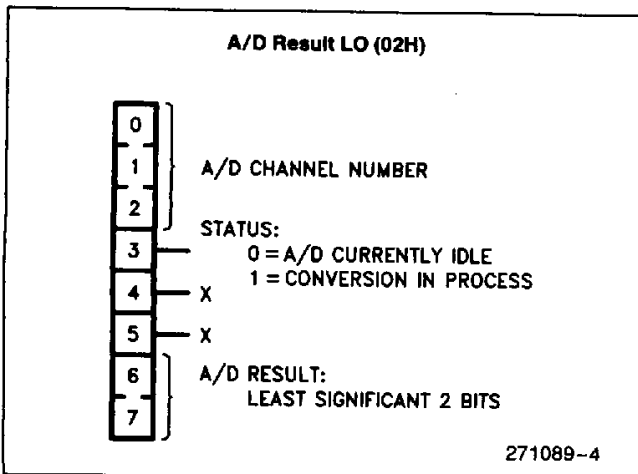 A/D Result LO (02H)
0
1
2
A/D CHANNEL NUMBER
STATUS:
3
0 = A/D CURRENTLY IDLE
1 = CONVERSION IN PROCESS
4
X
5
X
6
A/D RESULT:
7
LEAST SIGNIFICANT 2 BITS
271089-4